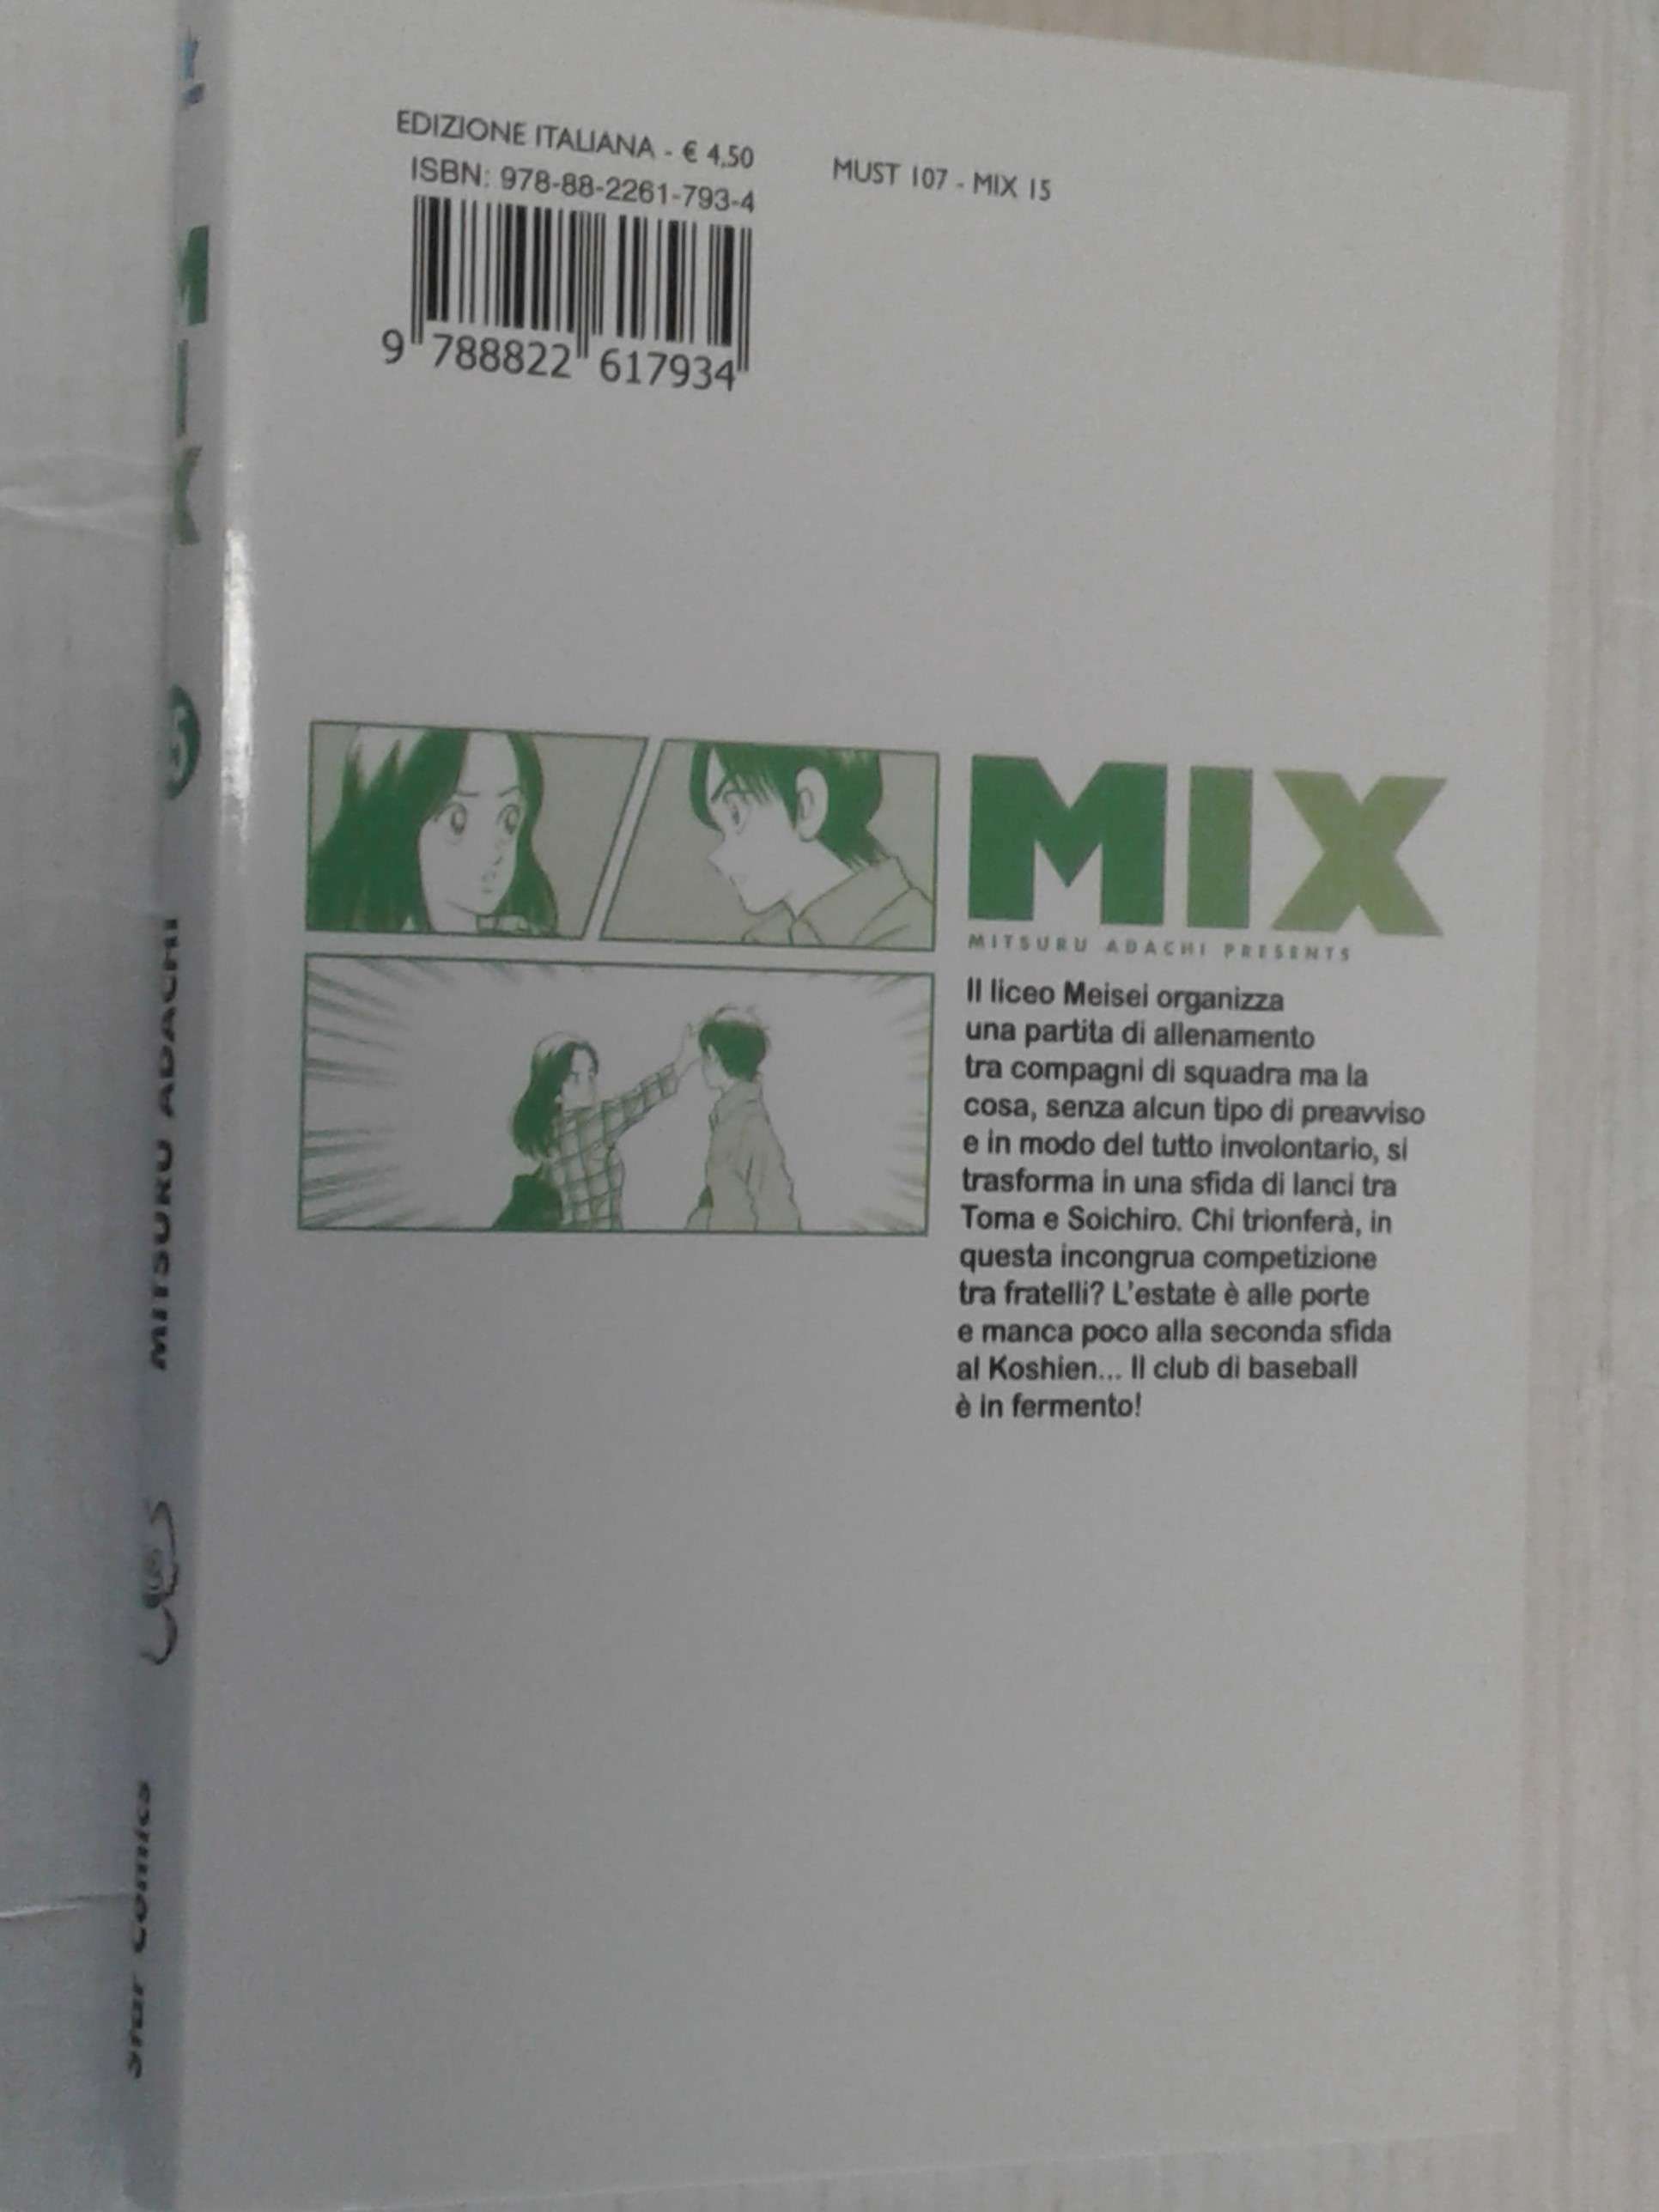 EDIZIONE ITALIANA - € 4,50
ISBN: 978-88-2261-793-4
9 788822 617934
MUST 107 - MIX 15
MIX
MITSURU ADACHI PRESENTS
Il liceo Meisei organizza
una partita di allenamento
tra compagni di squadra ma la
cosa, senza alcun tipo di preavviso
e in modo del tutto involontario, si
trasforma in una sfida di lanci tra
Toma e Soichiro. Chi trionferà, in
questa incongrua competizione
tra fratelli? L'estate è alle porte
e manca poco alla seconda sfida
al Koshien... Il club di baseball
è in fermento!
MIX
MITSURU ADACHI
Star Comics